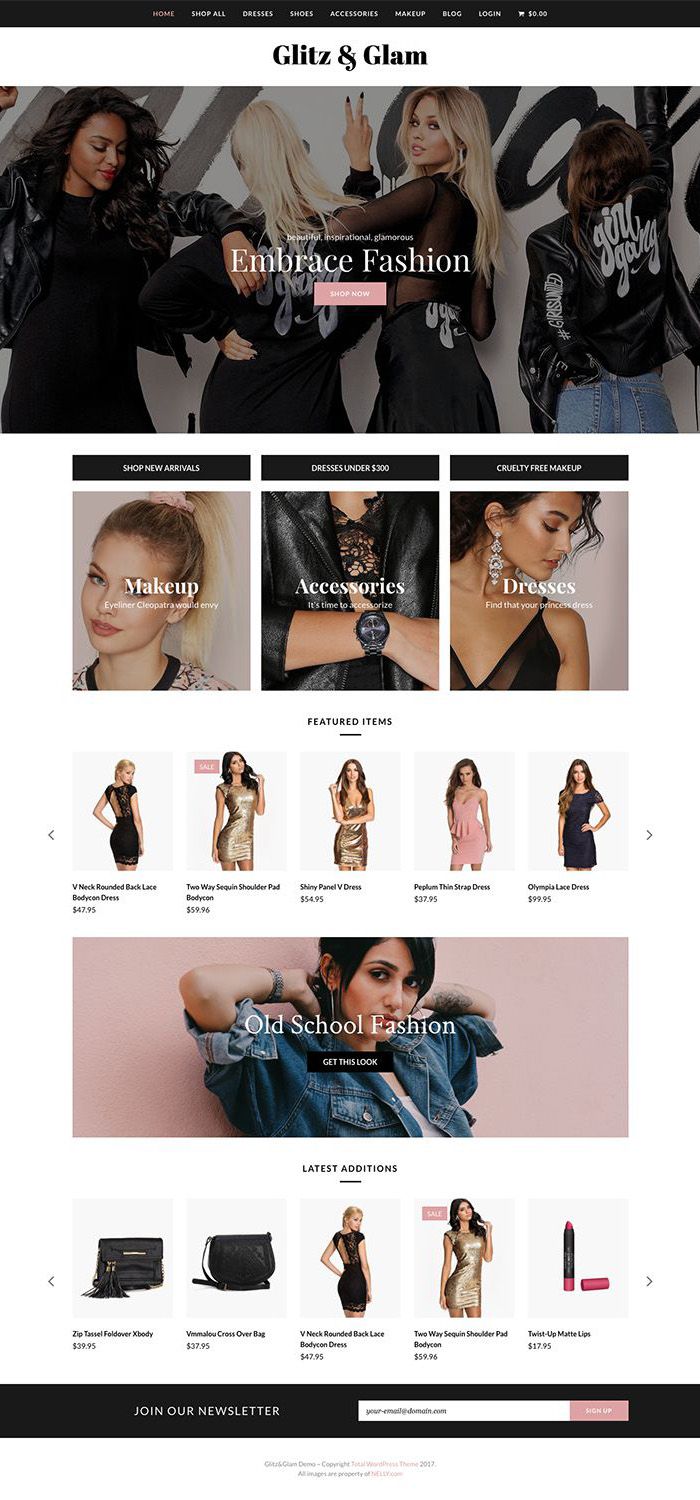 HOME SHOP ALL DRESSES SHOES ACCESSORIES MAKEUP BLOG LOGIN $0.00
Glitz & Glam
girl gang
#GIRLSUNITED
beautiful, inspirational, glamorous
Embrace Fashion
SHOP NOW
SHOP NEW ARRIVALS
DRESSES UNDER $300
CRUELTY FREE MAKEUP
Makeup
Eyeliner Cleopatra would envy
Accessories
It's time to accessorize
Dresses
Find that your princess dress
FEATURED ITEMS
SALE
V Neck Rounded Back Lace
Bodycon Dress
$47.95
Two Way Sequin Shoulder Pad
Bodycon
$59.96
Shiny Panel V Dress
$54.95
Peplum Thin Strap Dress
$37.95
Olympia Lace Dress
$99.95
Old School Fashion
GET THIS LOOK
LATEST ADDITIONS
SALE
Zip Tassel Foldover Xbody
$39.95
Vmmalou Cross Over Bag
$37.95
V Neck Rounded Back Lace
Bodycon Dress
$47.95
Two Way Sequin Shoulder Pad
Bodycon
$59.96
Twist-Up Matte Lips
$17.95
JOIN OUR NEWSLETTER
your-email@domain.com
SIGN UP
Glitz&Glam Demo – Copyright Total WordPress Theme 2017.
All images are property of NELLY.com